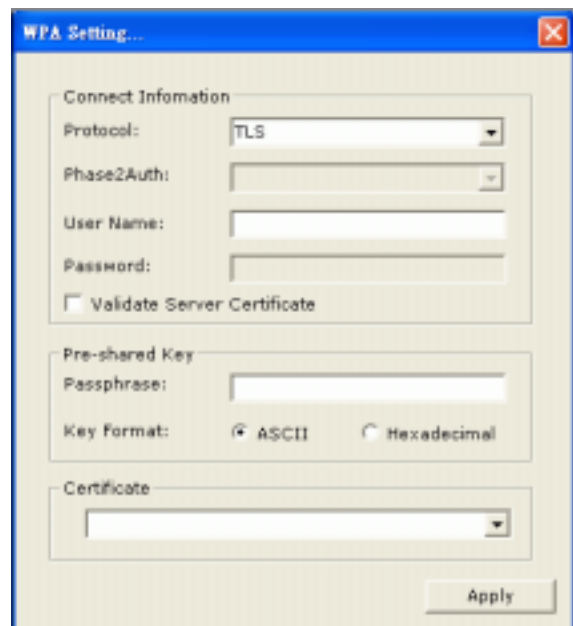 WPA Setting...
Connect Infomation
Protocol: TLS
Phase2Auth:
User Name:
Password:
Validate Server Certificate
Pre-shared Key
Passphrase:
Key Format: ASCII Hexadecimal
Certificate
Apply